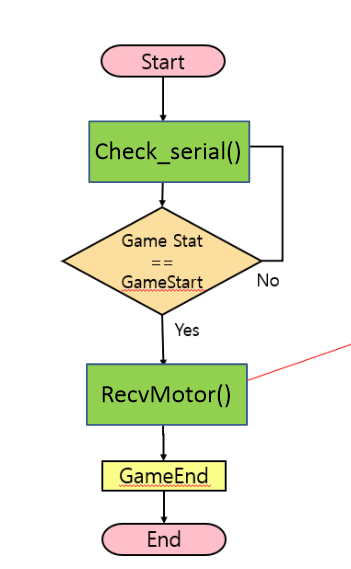 Start
Check_serial()
Game Stat
==
GameStart
No
Yes
RecvMotor()
GameEnd
End